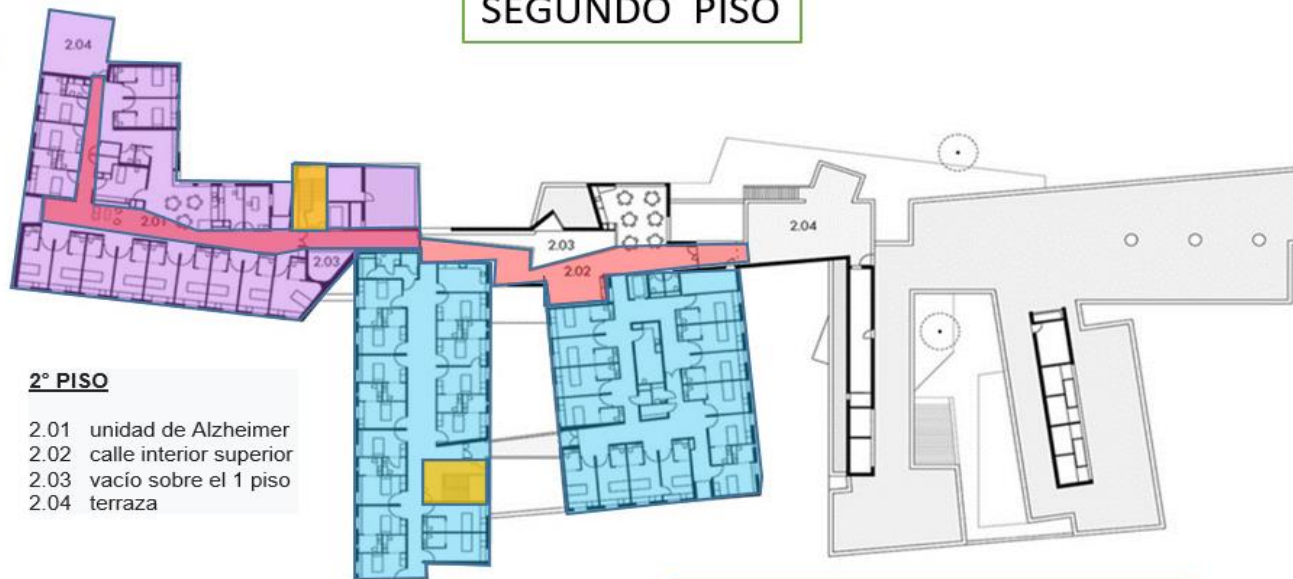 SEGUNDO PISO
2.04
2.01
2.03
2.03
2.02
2.04
2° PISO
2.01 unidad de Alzheimer
2.02 calle interior superior
2.03 vacío sobre el 1 piso
2.04 terraza